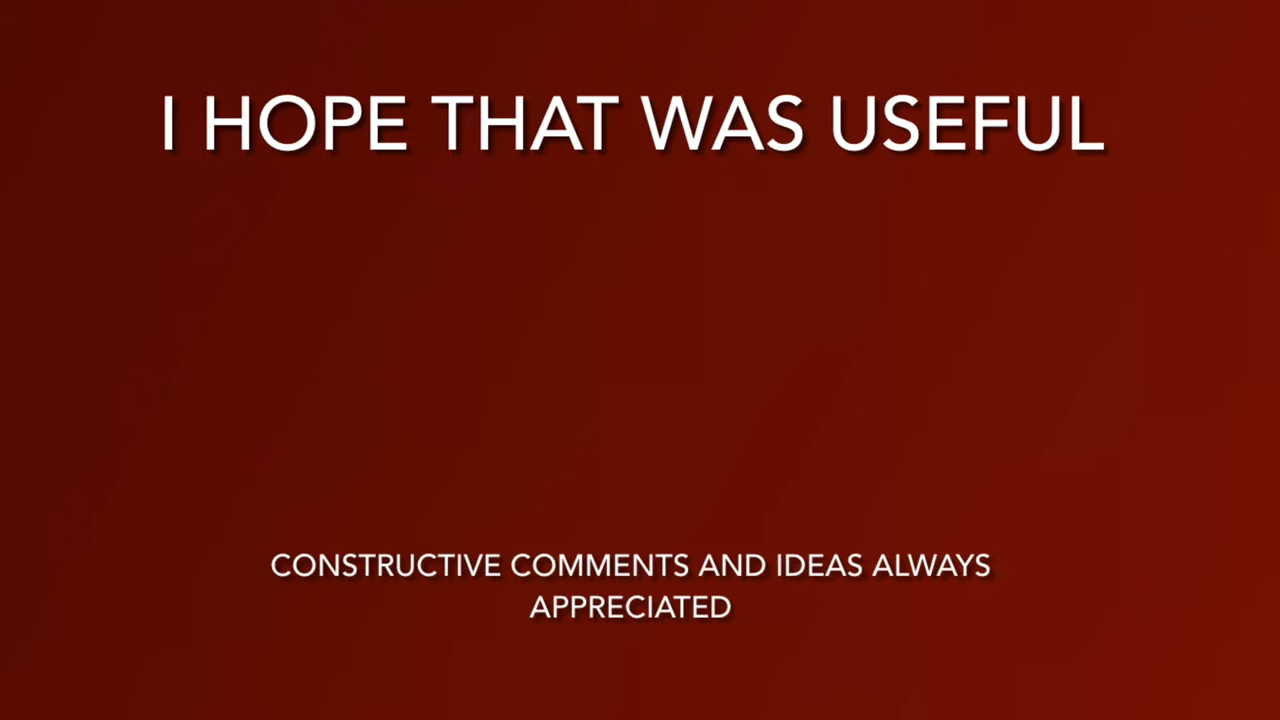 I HOPE THAT WAS USEFUL
CONSTRUCTIVE COMMENTS AND IDEAS ALWAYS
APPRECIATED